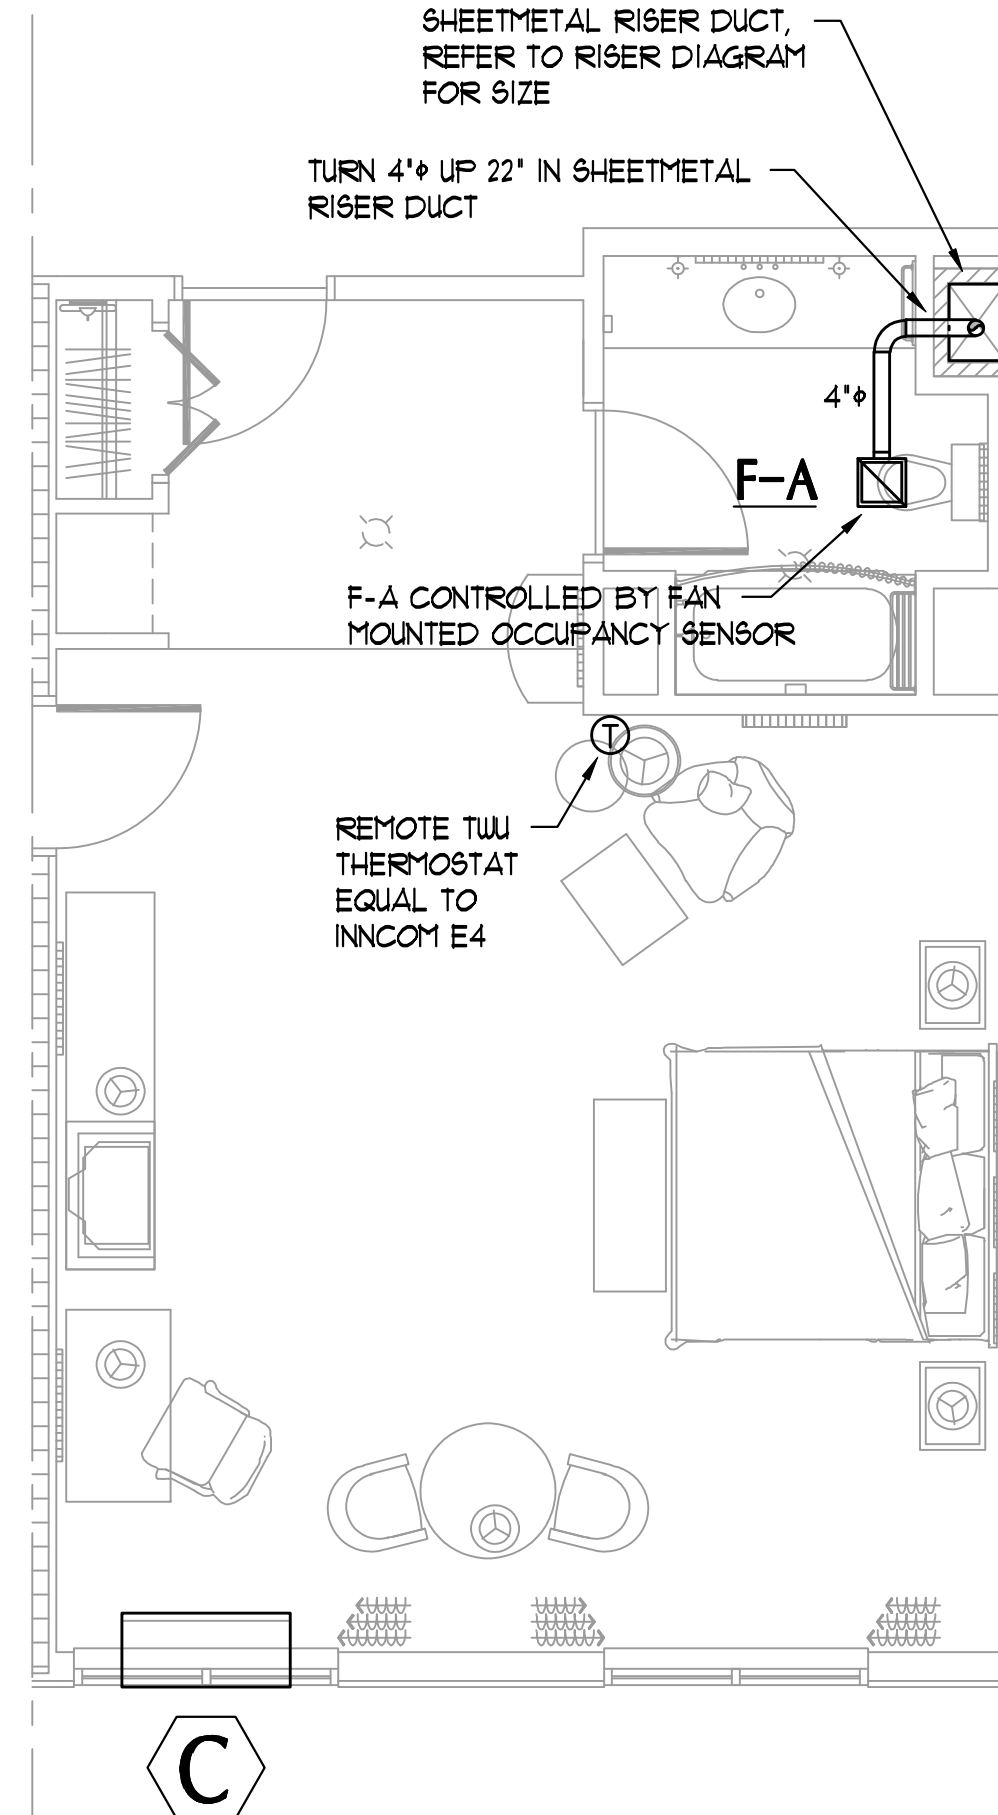 SHEETMETAL RISER DUCT,
REFER TO RISER DIAGRAM
FOR SIZE
TURN 4"ϕ UP 22" IN SHEETMETAL
RISER DUCT
4"ϕ
F-A
F-A CONTROLLED BY FAN
MOUNTED OCCUPANCY SENSOR
T
REMOTE TWU
THERMOSTAT
EQUAL TO
INNCOM E4
C